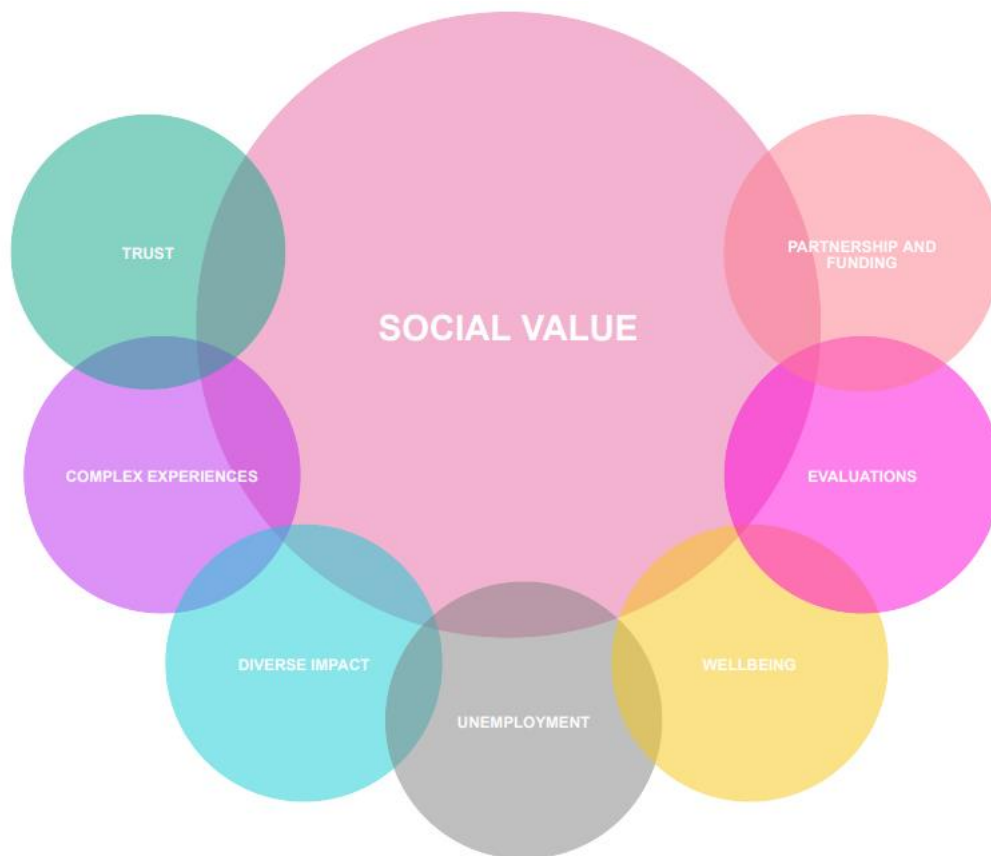 TRUST
PARTNERSHIP AND
FUNDING
SOCIAL VALUE
COMPLEX EXPERIENCES
EVALUATIONS
DIVERSE IMPACT
WELLBEING
UNEMPLOYMENT